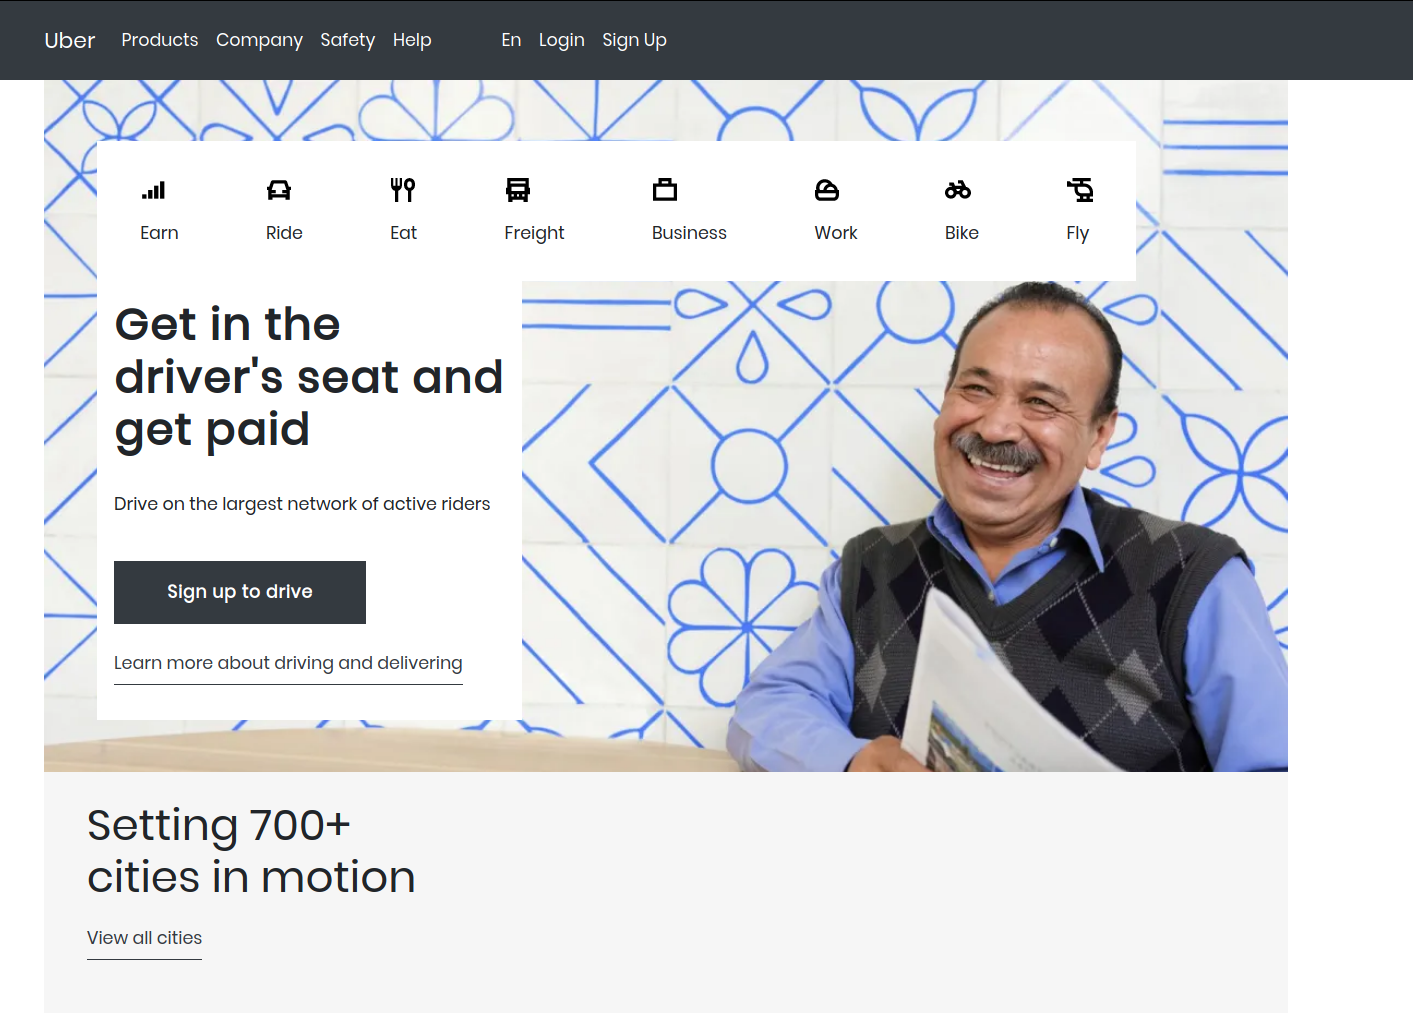 Uber Products Company Safety Help En Login Sign Up
Earn Ride Eat Freight Business Work Bike Fly
Get in the
driver's seat and
get paid
Drive on the largest network of active riders
Sign up to drive
Learn more about driving and delivering
Setting 700+
cities in motion
View all cities